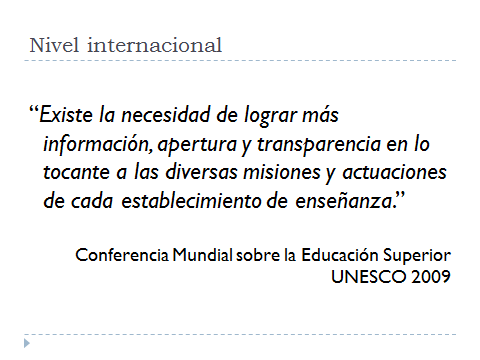 Nivel internacional
“Existe la necesidad de lograr más
información, apertura y transparencia en lo
tocante a las diversas misiones y actuaciones
de cada establecimiento de enseñanza.”
Conferencia Mundial sobre la Educación Superior
UNESCO 2009